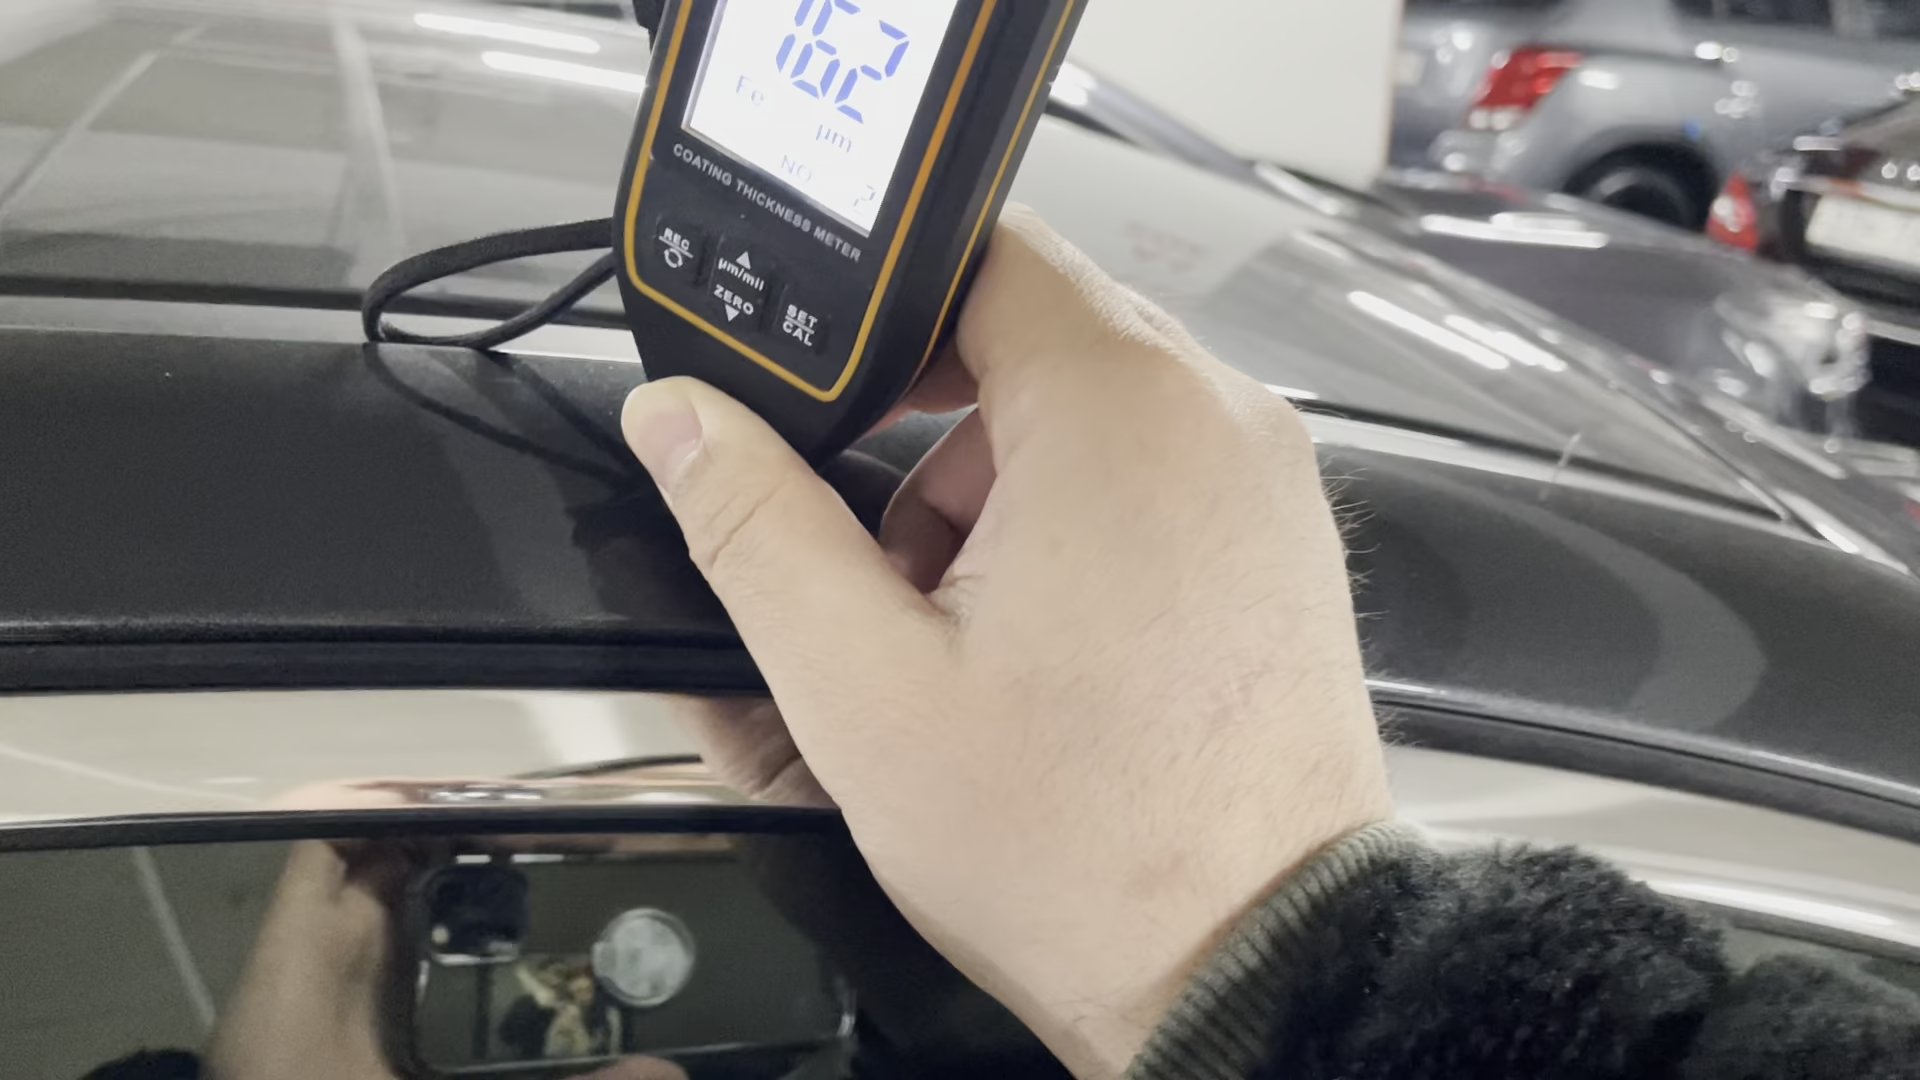 162
Fe
μm
NO 2
COATING THICKNESS METER
REC
μm/mil
ZERO
SET
CAL